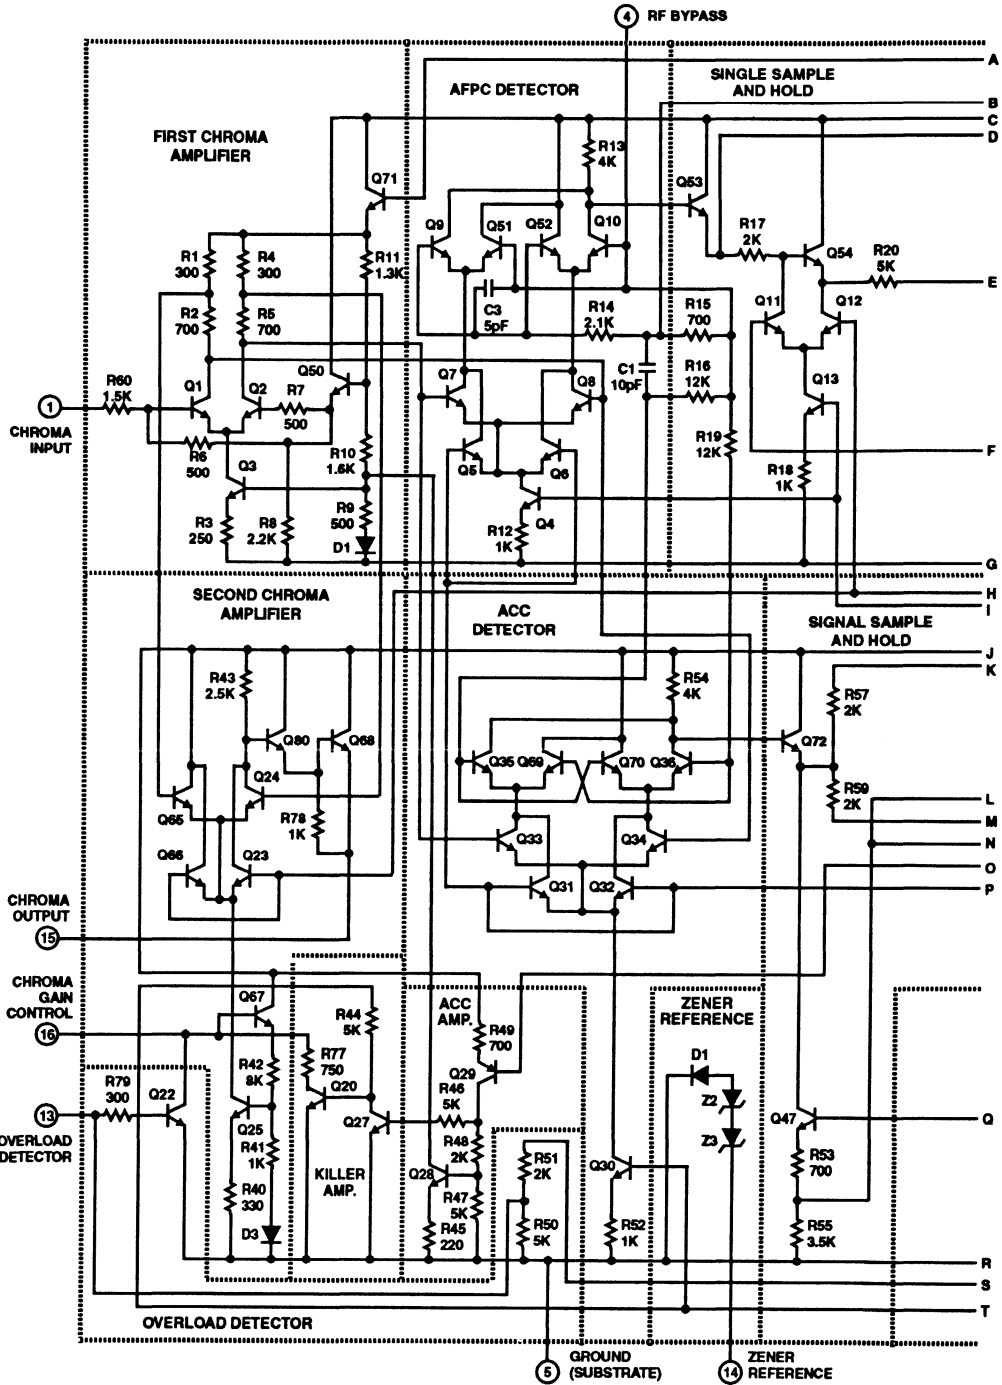 4 RF BYPASS
A
AFPC DETECTOR
SINGLE SAMPLE
AND HOLD
B
C
D
FIRST CHROMA
AMPLIFIER
R13
4K
Q71
Q53
Q9
Q51
Q52
Q10
R17
2K
Q54
R20
5K
R1
300
R4
300
R11
1.3K
E
R2
700
R5
700
C3
5pF
R14
2.1K
R15
700
Q11
Q12
C1
10pF
R16
12K
R60
1.5K
Q1
Q2
R7
500
Q50
Q7
Q8
Q13
1
CHROMA
INPUT
R6
500
Q3
R10
1.6K
Q5
Q6
R19
12K
F
R18
1K
R3
250
R8
2.2K
R9
500
D1
R12
1K
Q4
G
SECOND CHROMA
AMPLIFIER
ACC
DETECTOR
SIGNAL SAMPLE
AND HOLD
H
I
J
K
R43
2.5K
R54
4K
R57
2K
Q80
Q68
Q35
Q69
Q70
Q36
Q72
Q65
Q24
R78
1K
R59
2K
L
M
Q66
Q23
Q33
Q34
N
O
Q31
Q32
P
CHROMA
OUTPUT
15
CHROMA
GAIN
CONTROL
16
Q67
R44
5K
ACC
AMP.
R49
700
ZENER
REFERENCE
R42
8K
R77
750
Q20
Q29
D1
Z2
Z3
R79
300
Q22
13
OVERLOAD
DETECTOR
Q25
R41
1K
Q27
R46
5K
R48
2K
Q47
Q
KILLER
AMP.
Q28
R51
2K
Q30
R53
700
R40
330
D3
R47
5K
R45
220
R50
5K
R52
1K
R55
3.5K
R
S
T
OVERLOAD DETECTOR
5
GROUND
(SUBSTRATE)
14
ZENER
REFERENCE